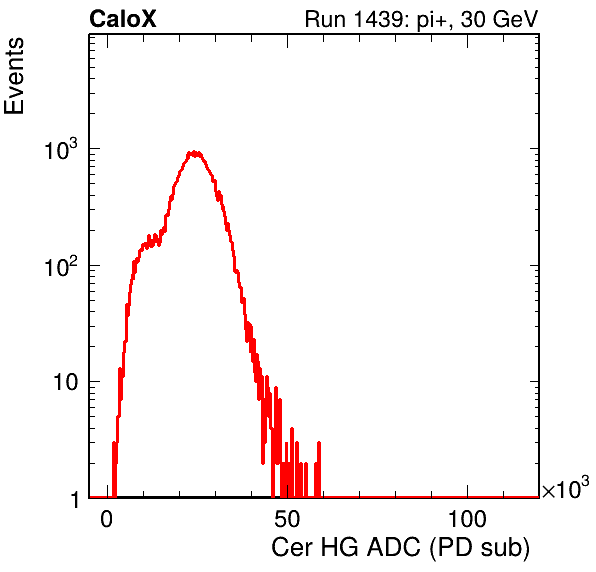 CaloX Run 1439: pi+, 30 GeV
Events
10³
10²
10
1
0 50 100 ×10³
Cer HG ADC (PD sub)